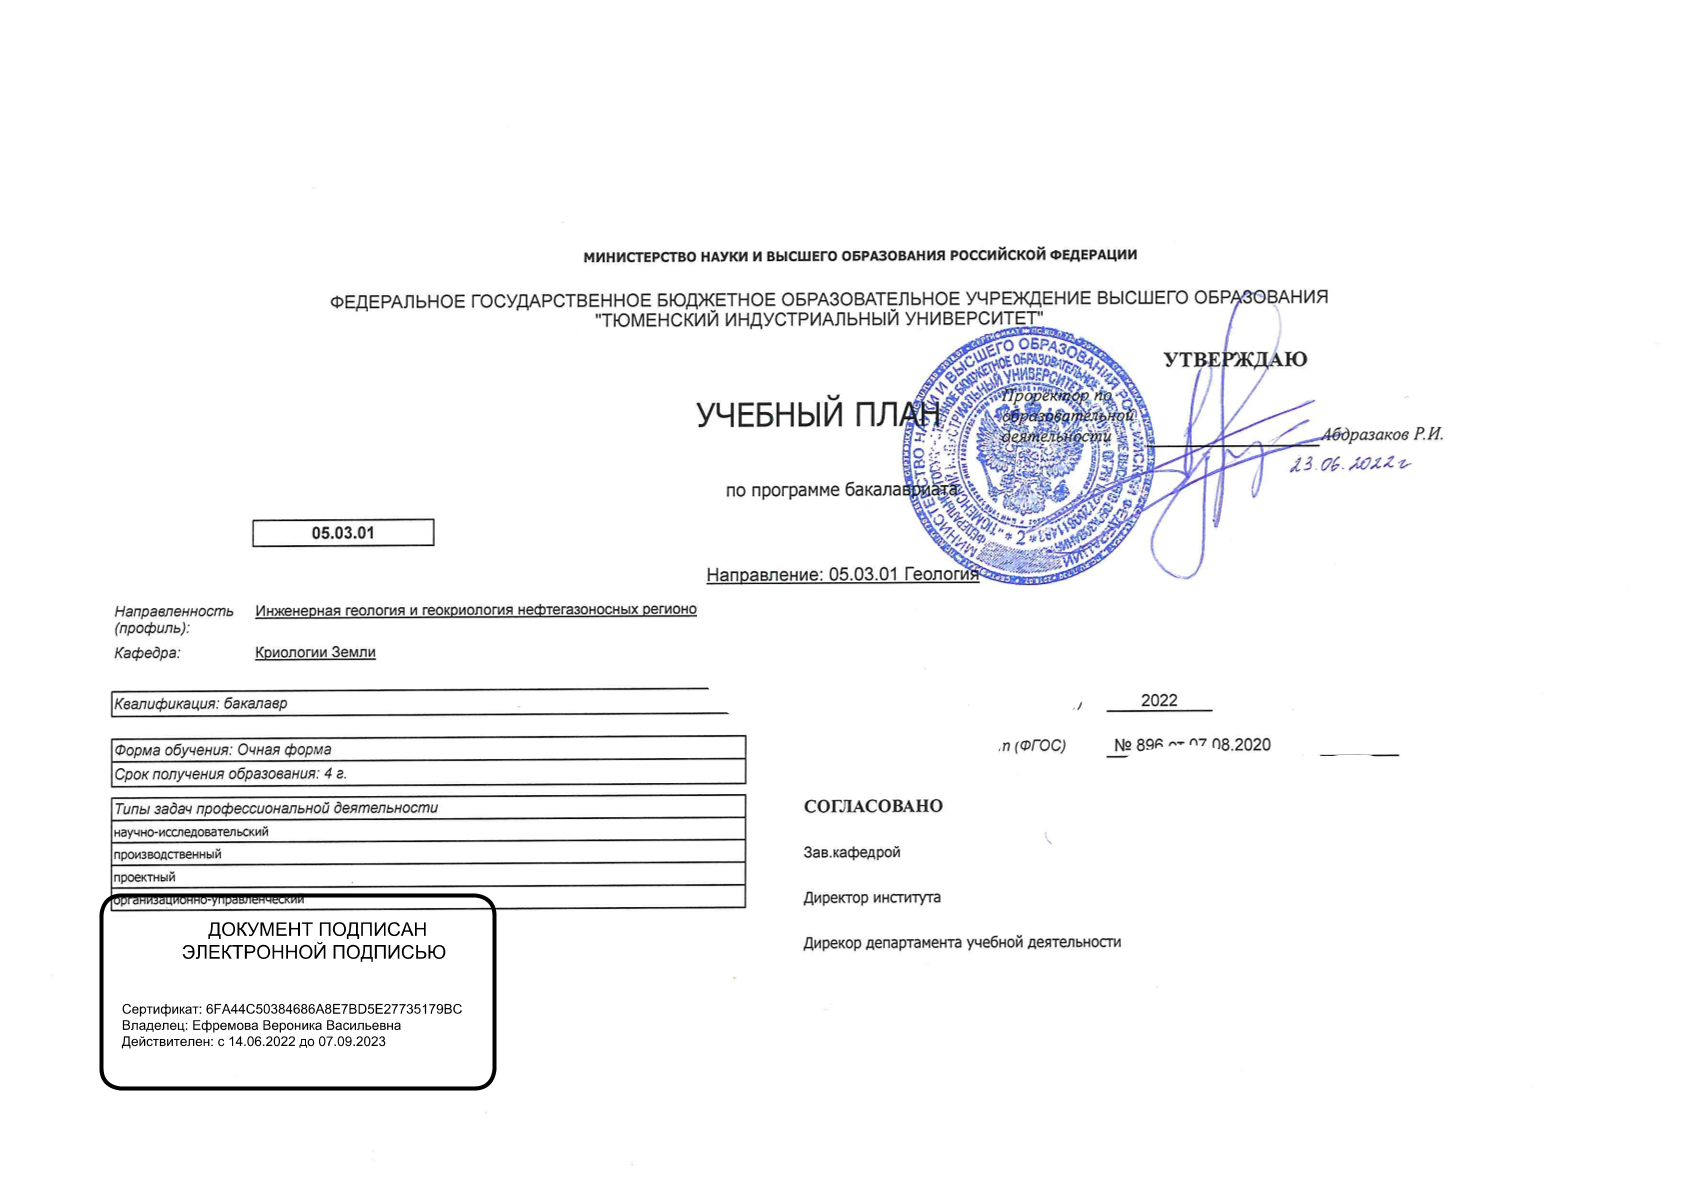 МИНИСТЕРСТВО НАУКИ И ВЫСШЕГО ОБРАЗОВАНИЯ РОССИЙСКОЙ ФЕДЕРАЦИИ
ФЕДЕРАЛЬНОЕ ГОСУДАРСТВЕННОЕ БЮДЖЕТНОЕ ОБРАЗОВАТЕЛЬНОЕ УЧРЕЖДЕНИЕ ВЫСШЕГО ОБРАЗОВАНИЯ
"ТЮМЕНСКИЙ ИНДУСТРИАЛЬНЫЙ УНИВЕРСИТЕТ"
УТВЕРЖДАЮ
УЧЕБНЫЙ ПЛАН
Проректор по
образовательной
деятельности
Абдразаков Р.И.
23.06.2022г
по программе бакалавриата
05.03.01
Направление: 05.03.01 Геология
Направленность
(профиль):
Инженерная геология и геокриология нефтегазоносных регионо
Кафедра:
Криологии Земли
Квалификация: бакалавр
2022
Форма обучения: Очная форма
Срок получения образования: 4 г.
(ФГОС)
№ 896 от 07.08.2020
Типы задач профессиональной деятельности
научно-исследовательский
производственный
проектный
организационно-управленческий
СОГЛАСОВАНО
Зав.кафедрой
Директор института
Дирекор департамента учебной деятельности
ДОКУМЕНТ ПОДПИСАН
ЭЛЕКТРОННОЙ ПОДПИСЬЮ
Сертификат: 6FA44C50384686A8E7BD5E27735179BC
Владелец: Ефремова Вероника Васильевна
Действителен: с 14.06.2022 до 07.09.2023